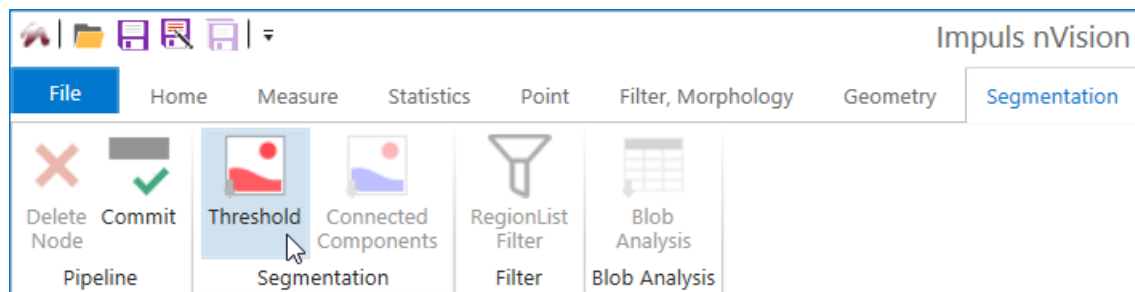 Impuls nVision
File Home Measure Statistics Point Filter, Morphology Geometry Segmentation
Delete Node
Commit
Threshold
Connected Components
RegionList Filter
Blob Analysis
Pipeline Segmentation Filter Blob Analysis